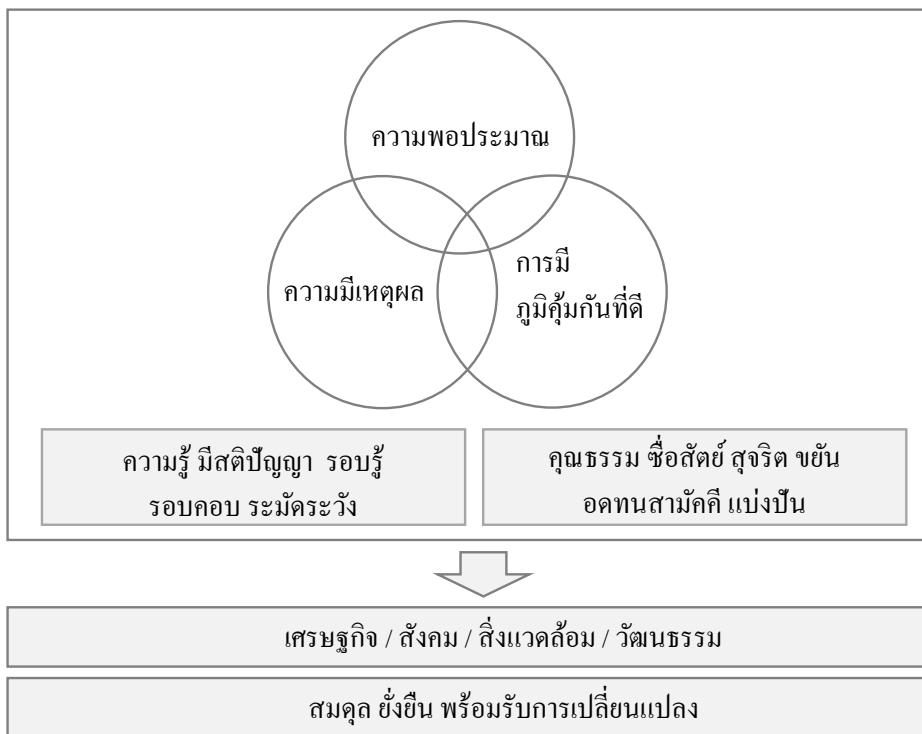 ความพอประมาณ
ความมีเหตุผล
การมี
ภูมิคุ้มกันที่ดี
ความรู้ มีสติปัญญา รอบรู้
รอบคอบ ระมัดระวัง
คุณธรรม ซื่อสัตย์ สุจริต ขยัน
อดทนสามัคคี แบ่งปัน
เศรษฐกิจ / สังคม / สิ่งแวดล้อม / วัฒนธรรม
สมดุล ยั่งยืน พร้อมรับการเปลี่ยนแปลง